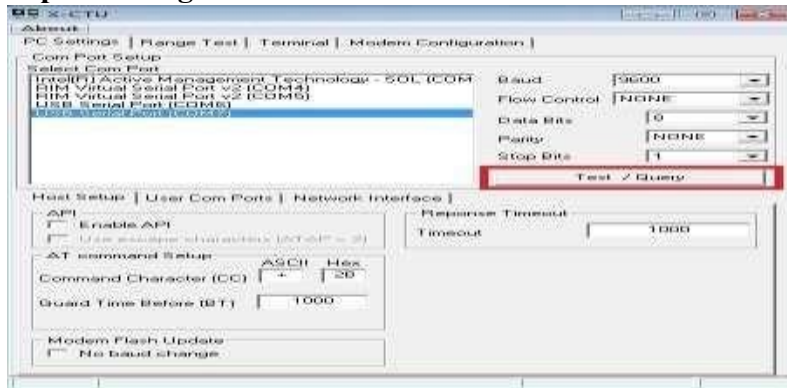 X-CTU
About
PC Settings | Range Test | Terminal | Modem Configuration |
Com Port Setup
Select Com Port
Intel(R) Active Management Technology - SOL (COM
RIM Virtual Serial Port v2 (COM4)
RIM Virtual Serial Port v2 (COM5)
USB Serial Port (COM6)
USB Serial Port
Baud 9600
Flow Control NONE
Data Bits
Parity NONE
Stop Bits 1
Test / Query
Host Setup | User Com Ports | Network Interface |
API
Enable API
Use escape characters (ATAP = 2)
Reponse Timeout
Timeout 1000
AT command Setup
ASCII Hex
Command Character (CC) + 2B
Guard Time Before (BT) 1000
Modem Flash Update
No baud change